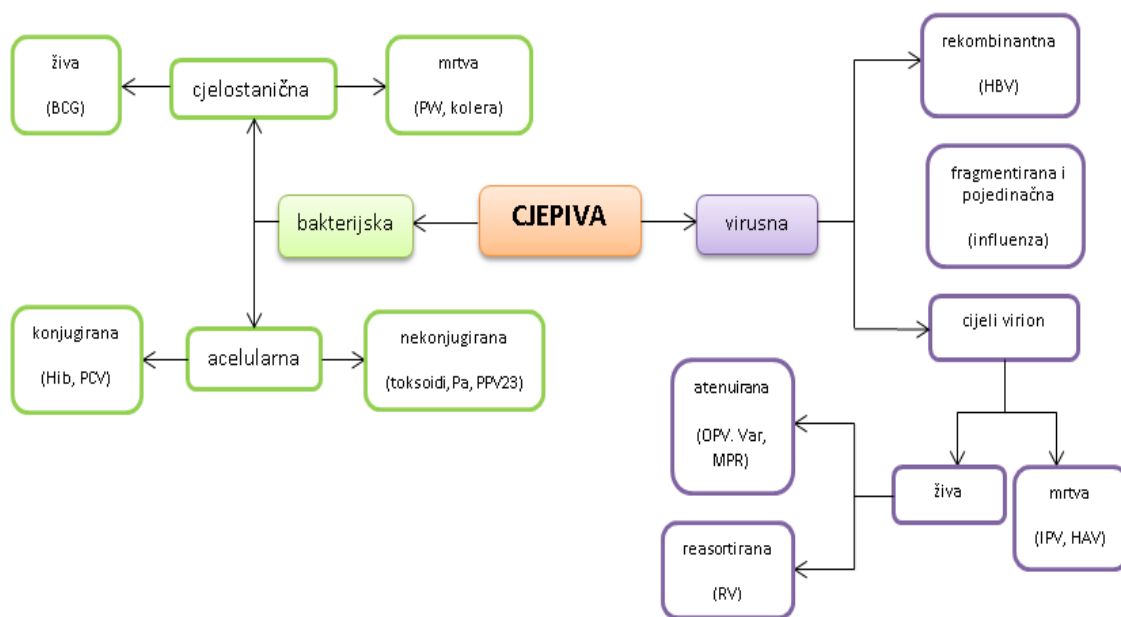 živa
(BCG)
cjelostanična
mrtva
(PW, kolera)
rekombinantna
(HBV)
fragmentirana i
pojedinačna
(influenza)
bakterijska
CJEPIVA
virusna
konjugirana
(Hib, PCV)
acelularna
nekonjugirana
(toksoidi,Pa,PPV23)
cijeli virion
atenuirana
(OPV. Var,
MPR)
živa
mrtva
(IPV, HAV)
reasortirana
(RV)